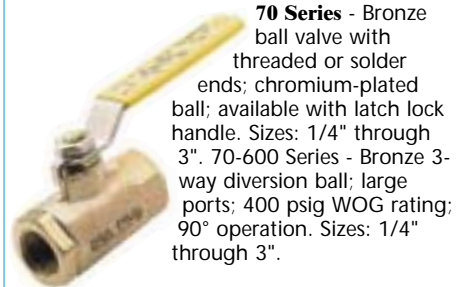 70 Series - Bronze
ball valve with
threaded or solder
ends; chromium-plated
ball; available with latch lock
handle. Sizes: 1/4" through
3". 70-600 Series - Bronze 3-
way diversion ball; large
ports; 400 psig WOG rating;
90° operation. Sizes: 1/4"
through 3".